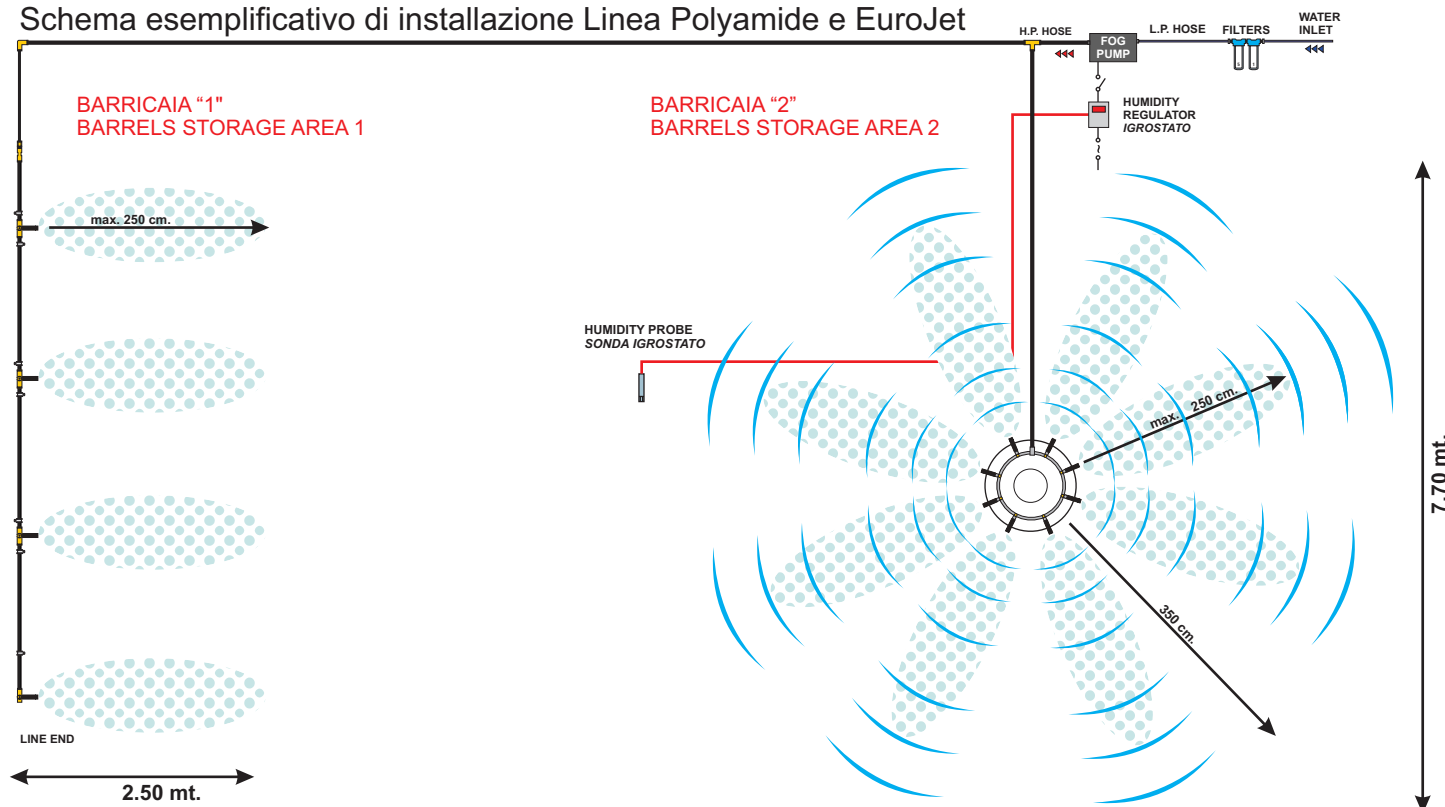 Schema esemplificativo di installazione Linea Polyamide e EuroJet
H.P. HOSE
FOG
PUMP
L.P. HOSE
FILTERS
WATER
INLET
BARRICAIA “1"
BARRELS STORAGE AREA 1
BARRICAIA “2”
BARRELS STORAGE AREA 2
HUMIDITY
REGULATOR
IGROSTATO
max. 250 cm.
HUMIDITY PROBE
SONDA IGROSTATO
max. 250 cm.
7.70 mt.
350 cm.
LINE END
2.50 mt.